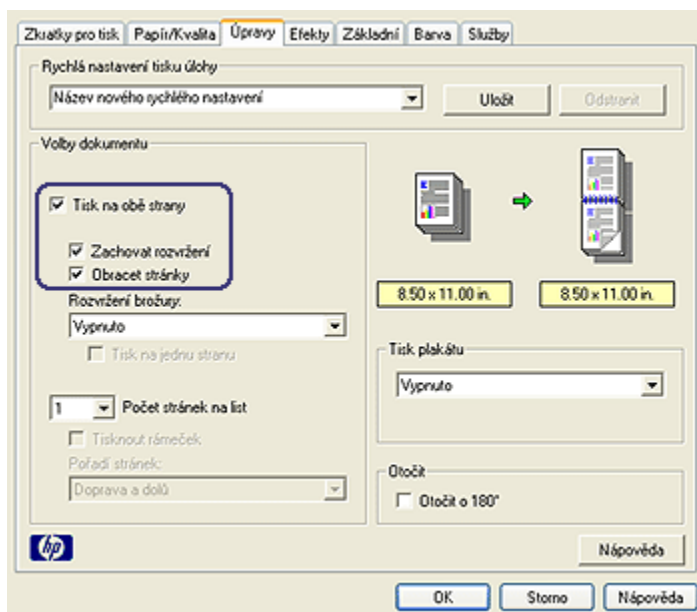 Zkratky pro tisk Papír/Kvalita Úpravy Efekty Základní Barva Služby
Rychlá nastavení tisku úlohy
Název nového rychlého nastavení Uložit Odstranit
Volby dokumentu
Tisk na obě strany
Zachovat rozvržení
Obracet stránky
Rozvržení brožury:
Vypnuto
Tisk na jednu stranu
1 Počet stránek na list
Tisknout rámeček
Pořadí stránek:
Doprava a dolů
8.50 x 11.00 in. 8.50 x 11.00 in.
Tisk plakátu
Vypnuto
Otočit
Otočit o 180°
hp
Nápověda
OK Storno Nápověda